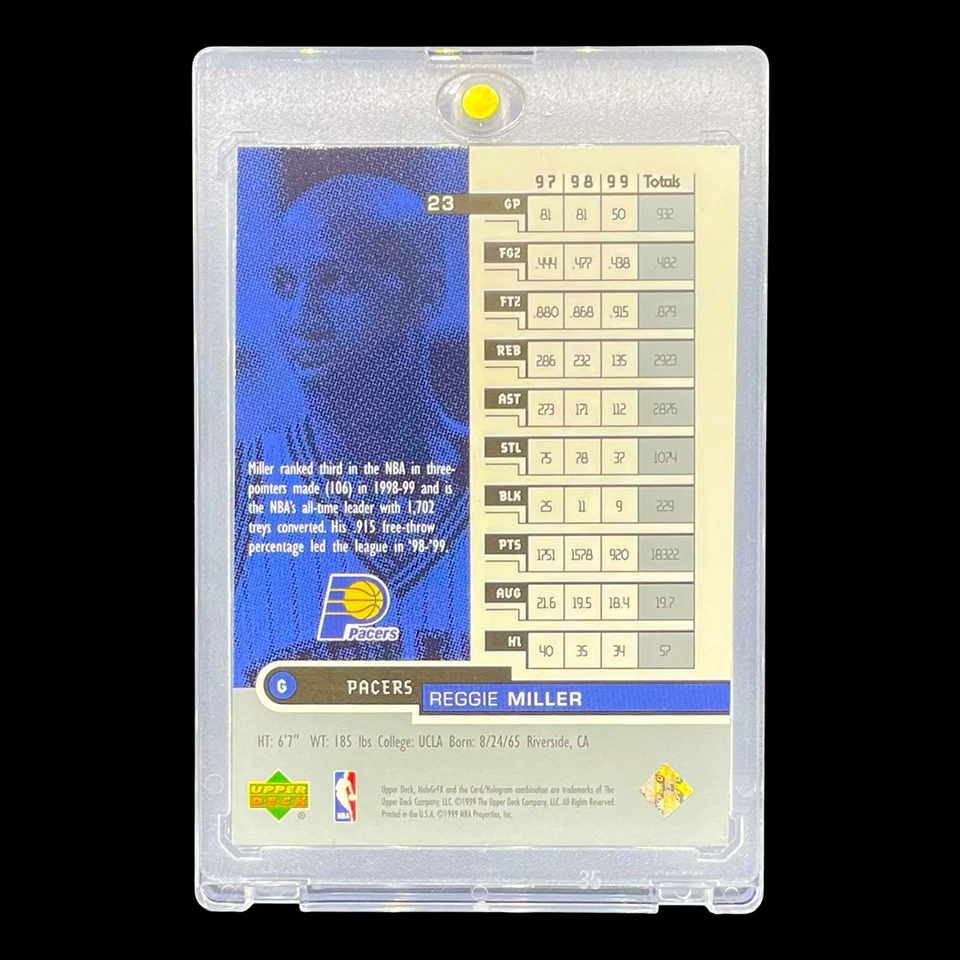 97 98 99 Totals
23 GP 81 81 50 932
FG% .444 .477 .438 .482
FT% .880 .868 .915 .879
REB 286 232 135 2923
AST 273 171 112 2876
STL 75 78 37 1074
BLK 25 11 9 229
PTS 1751 1578 920 18322
AVG 21.6 19.5 18.4 19.7
HI 40 35 34 57
Miller ranked third in the NBA in three-
pointers made (106) in 1998-99 and is
the NBA's all-time leader with 1,702
treys converted. His .915 free-throw
percentage led the league in '98-'99.
Pacers
G PACERS
REGGIE MILLER
HT: 6'7" WT: 185 lbs College: UCLA Born: 8/24/65 Riverside, CA
UPPER
DECK
®
NBA
Upper Deck, HoloGrFX and the Card/Hologram combination are trademarks of The
Upper Deck Company, LLC. ©1999 The Upper Deck Company, LLC. All Rights Reserved.
Printed in the U.S.A. ©1999 NBA Properties, Inc.
35